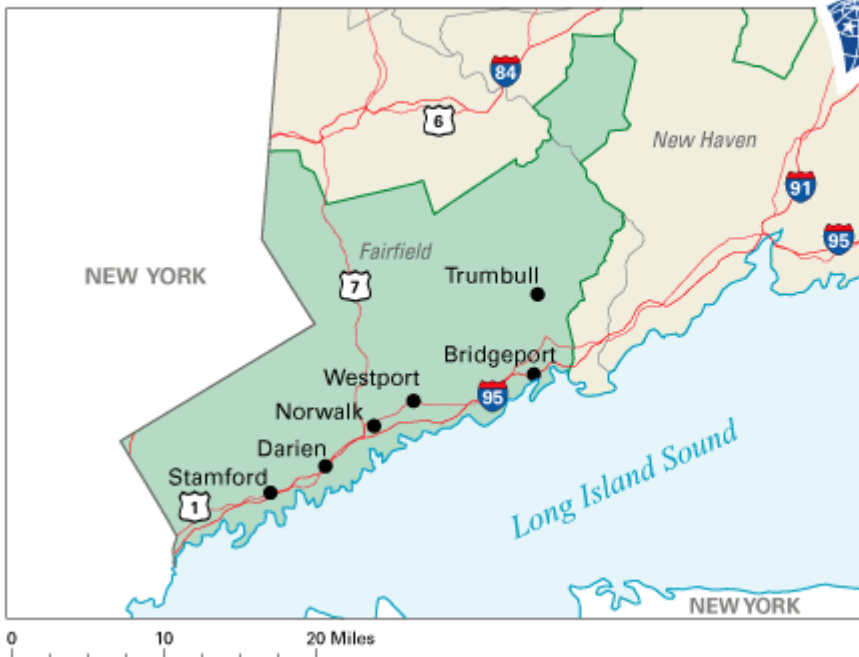 84
6
New Haven
91
95
Fairfield
NEW YORK
Trumbull
7
Bridgeport
Westport
95
Norwalk
Darien
Stamford
1
Long Island Sound
NEW YORK
0 10 20 Miles